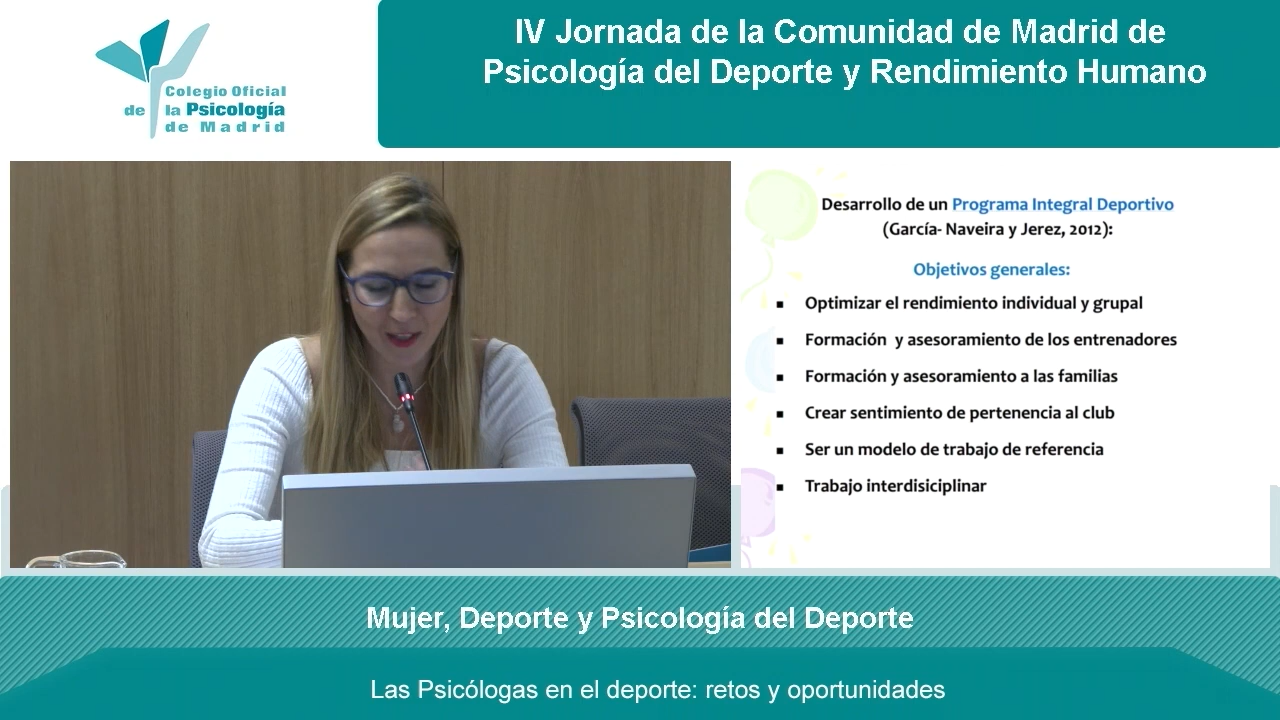 Colegio Oficial
de la Psicología
de Madrid
IV Jornada de la Comunidad de Madrid de
Psicología del Deporte y Rendimiento Humano
Desarrollo de un Programa Integral Deportivo
(García- Naveira y Jerez, 2012):
Objetivos generales:
▪ Optimizar el rendimiento individual y grupal
▪ Formación y asesoramiento de los entrenadores
▪ Formación y asesoramiento a las familias
▪ Crear sentimiento de pertenencia al club
▪ Ser un modelo de trabajo de referencia
▪ Trabajo interdisiciplinar
Mujer, Deporte y Psicología del Deporte
Las Psicólogas en el deporte: retos y oportunidades